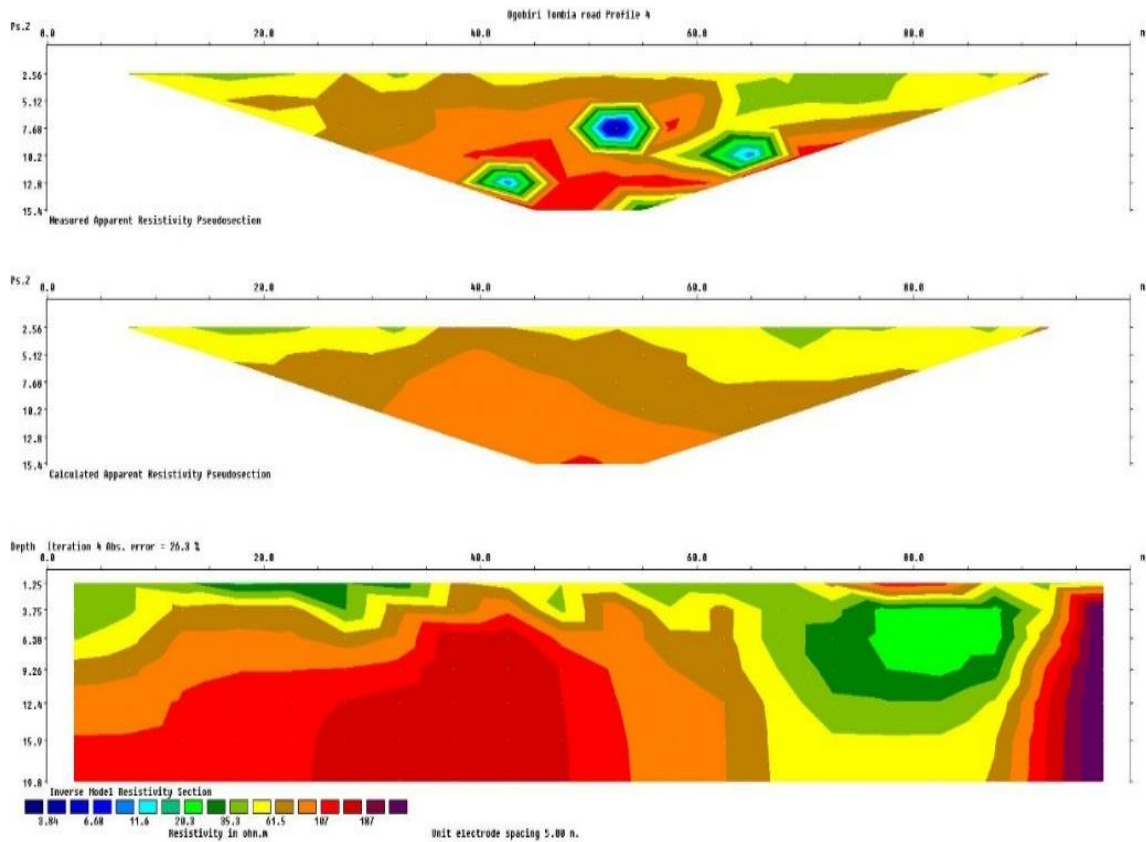 Ogobiri Tombia road Profile 4
Ps.Z 0.0 20.0 40.0 60.0 80.0 m
2.56
5.12
7.68
10.2
12.8
15.4
Measured Apparent Resistivity Pseudosection
Ps.Z 0.0 20.0 40.0 60.0 80.0 m
2.56
5.12
7.68
10.2
12.8
15.4
Calculated Apparent Resistivity Pseudosection
Depth Iteration 4 Abs. error = 26.3 %
0.0 20.0 40.0 60.0 80.0 m
1.25
3.75
6.38
9.26
12.4
15.9
19.8
Inverse Model Resistivity Section
3.84 6.68 11.6 20.3 35.3 61.5 107 187
Resistivity in ohm.m Unit electrode spacing 5.00 m.